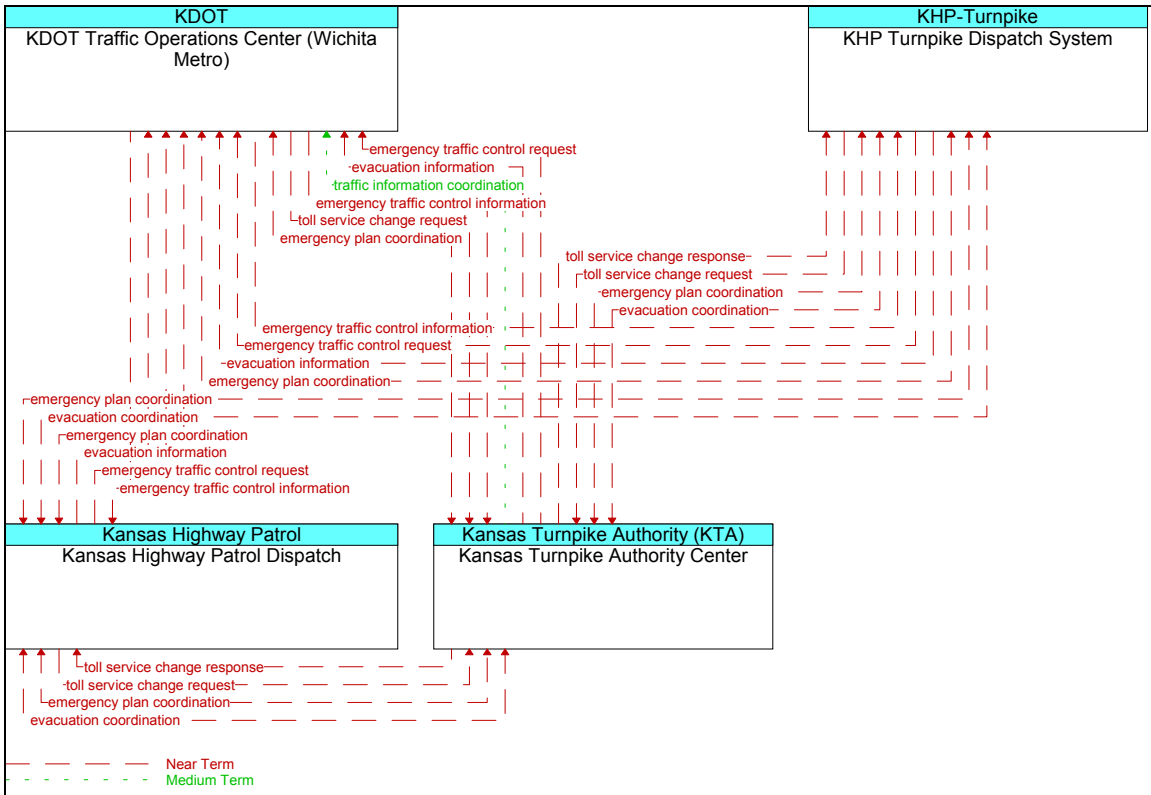 KDOT
KDOT Traffic Operations Center (Wichita
Metro)
KHP-Turnpike
KHP Turnpike Dispatch System
emergency traffic control request
evacuation information
traffic information coordination
emergency traffic control information
toll service change request
emergency plan coordination
toll service change response
toll service change request
emergency plan coordination
evacuation coordination
emergency traffic control information
emergency traffic control request
evacuation information
emergency plan coordination
emergency plan coordination
evacuation coordination
emergency plan coordination
evacuation information
emergency traffic control request
emergency traffic control information
Kansas Highway Patrol
Kansas Highway Patrol Dispatch
Kansas Turnpike Authority (KTA)
Kansas Turnpike Authority Center
toll service change response
toll service change request
emergency plan coordination
evacuation coordination
Near Term
Medium Term